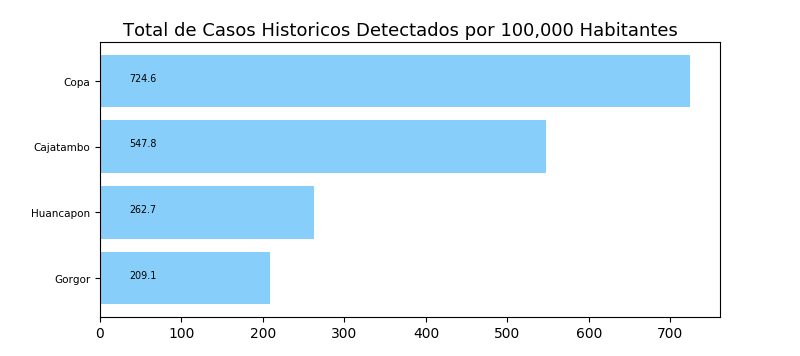 Total de Casos Historicos Detectados por 100,000 Habitantes
Copa 724.6
Cajatambo 547.8
Huancapon 262.7
Gorgor 209.1
0 100 200 300 400 500 600 700